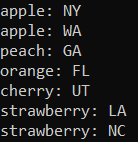 apple: NY
apple: WA
peach: GA
orange: FL
cherry: UT
strawberry: LA
strawberry: NC